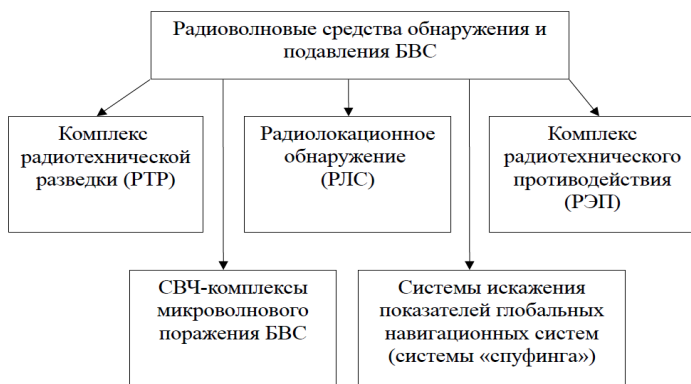 Радиоволновые средства обнаружения и
подавления БВС
Комплекс
радиотехнической
разведки (РТР)
Радиолокационное
обнаружение
(РЛС)
Комплекс
радиотехнического
противодействия
(РЭП)
СВЧ-комплексы
микроволнового
поражения БВС
Системы искажения
показателей глобальных
навигационных систем
(системы «спуфинга»)